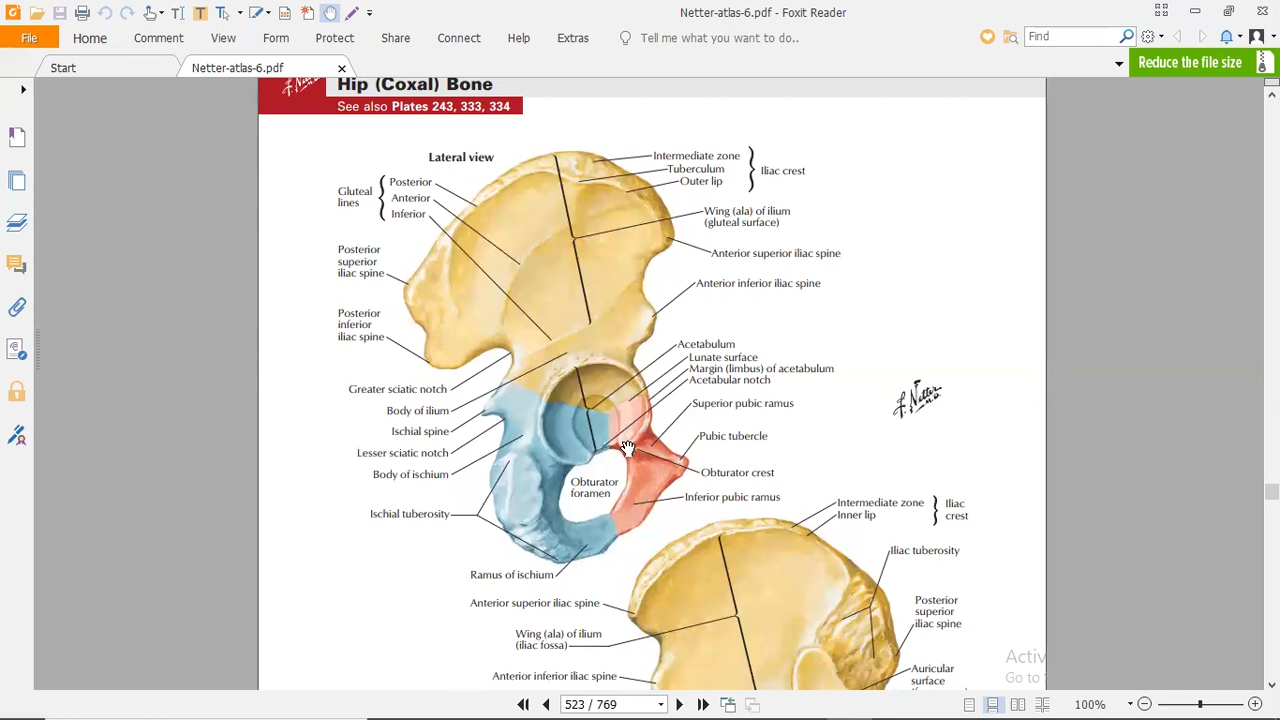 Netter-atlas-6.pdf - Foxit Reader
File
Home
Comment
View
Form
Protect
Share
Connect
Help
Extras
Tell me what you want to do..
Find
Start
Netter-atlas-6.pdf
Reduce the file size
Hip (Coxal) Bone
See also Plates 243, 333, 334
Lateral view
Gluteal
lines
Posterior
Anterior
Inferior
Posterior
superior
iliac spine
Posterior
inferior
iliac spine
Greater sciatic notch
Body of ilium
Ischial spine
Lesser sciatic notch
Body of ischium
Ischial tuberosity
Ramus of ischium
Intermediate zone
Tuberculum
Outer lip
Iliac crest
Wing (ala) of ilium
(gluteal surface)
Anterior superior iliac spine
Anterior inferior iliac spine
Acetabulum
Lunate surface
Margin (limbus) of acetabulum
Acetabular notch
Superior pubic ramus
Pubic tubercle
Obturator crest
Inferior pubic ramus
Obturator
foramen
F. Netter
M.D.
Intermediate zone
Inner lip
Iliac
crest
Iliac tuberosity
Posterior
superior
iliac spine
Auricular
surface
Anterior superior iliac spine
Wing (ala) of ilium
(iliac fossa)
Anterior inferior iliac spine
Activ
Go to
523 / 769
100%